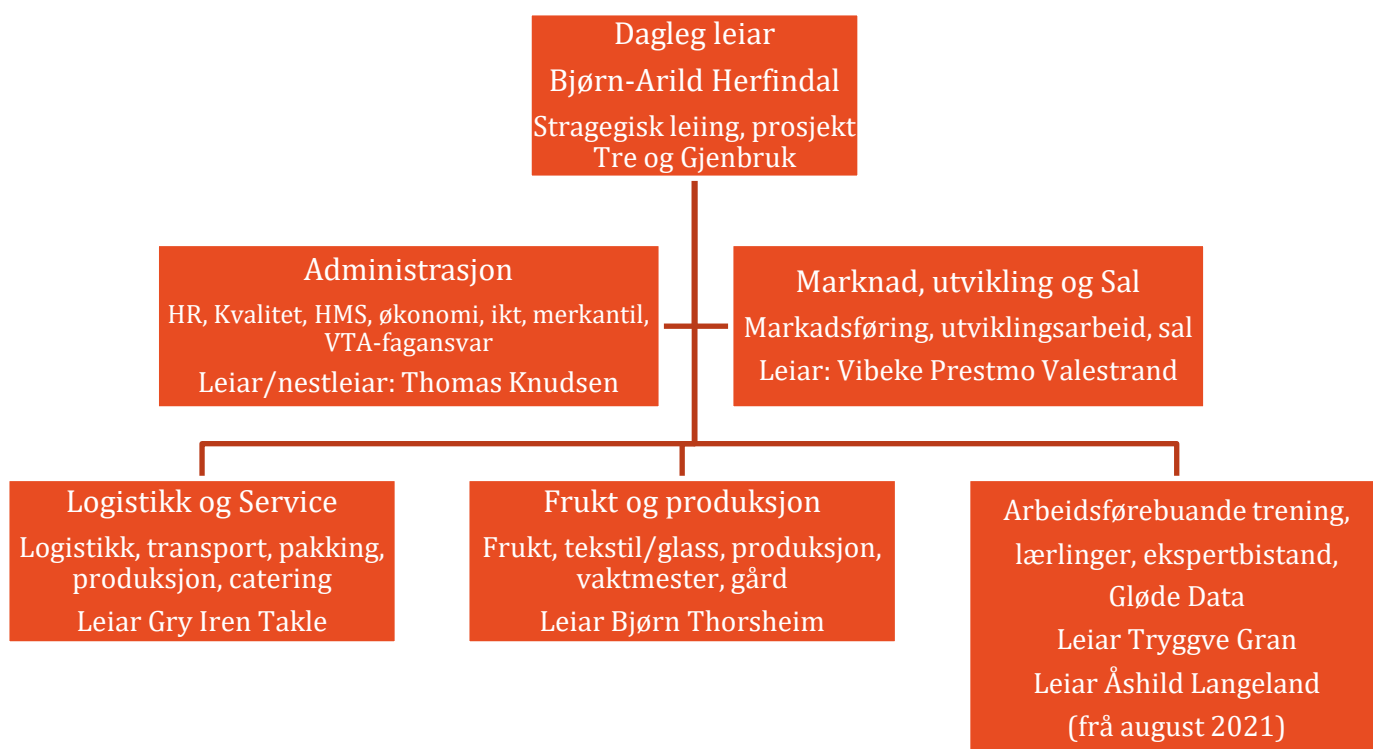 Dagleg leiar
Bjørn-Arild Herfindal
Stragegisk leiing, prosjekt
Tre og Gjenbruk
Administrasjon
HR, Kvalitet, HMS, økonomi, ikt, merkantil,
VTA-fagansvar
Leiar/nestleiar: Thomas Knudsen
Marknad, utvikling og Sal
Markadsføring, utviklingsarbeid, sal
Leiar: Vibeke Prestmo Valestrand
Logistikk og Service
Logistikk, transport, pakking,
produksjon, catering
Leiar Gry Iren Takle
Frukt og produksjon
Frukt, tekstil/glass, produksjon,
vaktmester, gård
Leiar Bjørn Thorsheim
Arbeidsførebuande trening,
lærlinger, ekspertbistand,
Gløde Data
Leiar Tryggve Gran
Leiar Åshild Langeland
(frå august 2021)